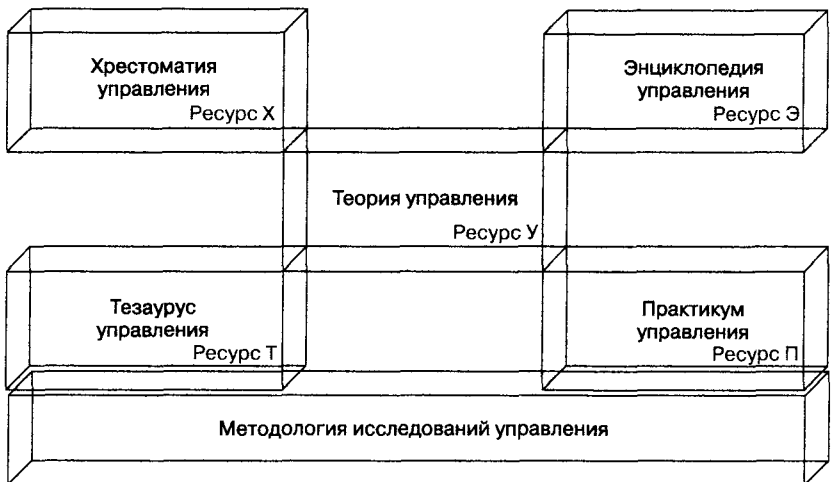 Хрестоматия
управления
Ресурс Х
Энциклопедия
управления
Ресурс Э
Теория управления
Ресурс У
Тезаурус
управления
Ресурс Т
Практикум
управления
Ресурс П
Методология исследований управления